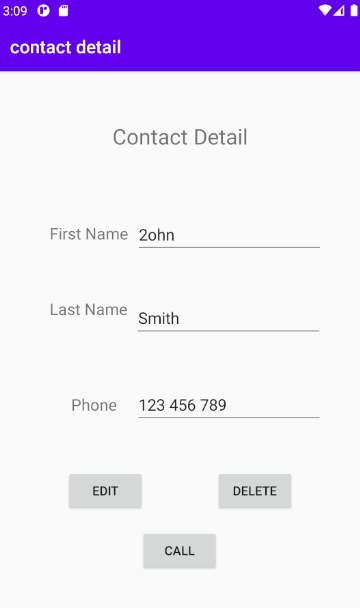 3:09
contact detail
Contact Detail
First Name 2ohn
Last Name Smith
Phone 123 456 789
EDIT DELETE
CALL